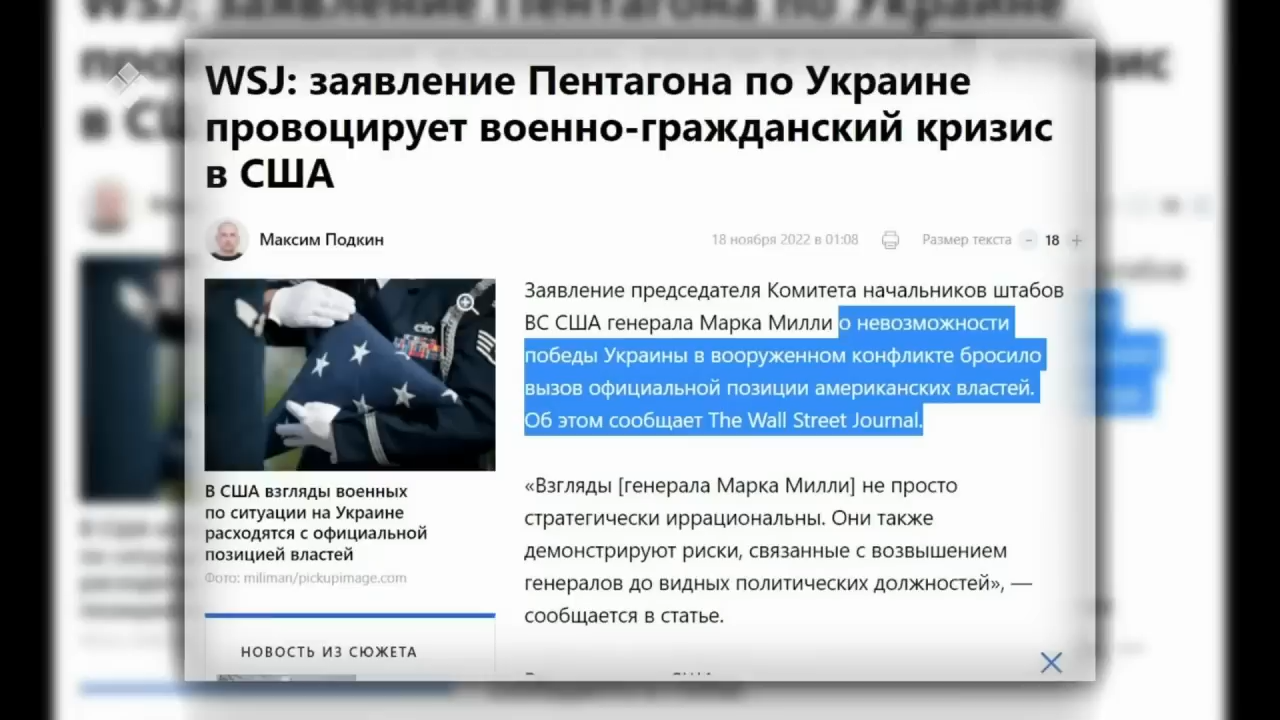 WSJ: заявление Пентагона по Украине
провоцирует военно-гражданский кризис
в США
Максим Подкин
18 ноября 2022 в 01:08
Размер текста - 18 +
Заявление председателя Комитета начальников штабов
ВС США генерала Марка Милли о невозможности
победы Украины в вооруженном конфликте бросило
вызов официальной позиции американских властей.
Об этом сообщает The Wall Street Journal.
«Взгляды [генерала Марка Милли] не просто
стратегически иррациональны. Они также
демонстрируют риски, связанные с возвышением
генералов до видных политических должностей», —
сообщается в статье.
В США взгляды военных
по ситуации на Украине
расходятся с официальной
позицией властей
Фото: miliman/pickupimage.com
НОВОСТЬ ИЗ СЮЖЕТА